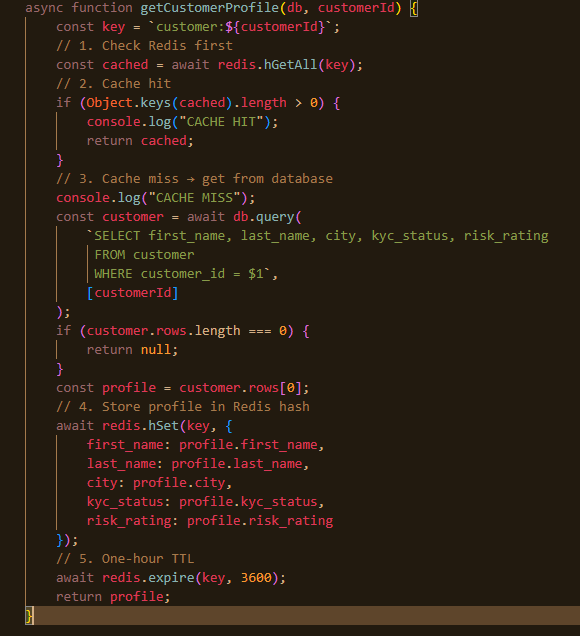 async function getCustomerProfile(db, customerId) {
const key = `customer:${customerId}`;
// 1. Check Redis first
const cached = await redis.hGetAll(key);
// 2. Cache hit
if (Object.keys(cached).length > 0) {
console.log("CACHE HIT");
return cached;
}
// 3. Cache miss → get from database
console.log("CACHE MISS");
const customer = await db.query(
`SELECT first_name, last_name, city, kyc_status, risk_rating
FROM customer
WHERE customer_id = $1`,
[customerId]
);
if (customer.rows.length === 0) {
return null;
}
const profile = customer.rows[0];
// 4. Store profile in Redis hash
await redis.hSet(key, {
first_name: profile.first_name,
last_name: profile.last_name,
city: profile.city,
kyc_status: profile.kyc_status,
risk_rating: profile.risk_rating
});
// 5. One-hour TTL
await redis.expire(key, 3600);
return profile;
}